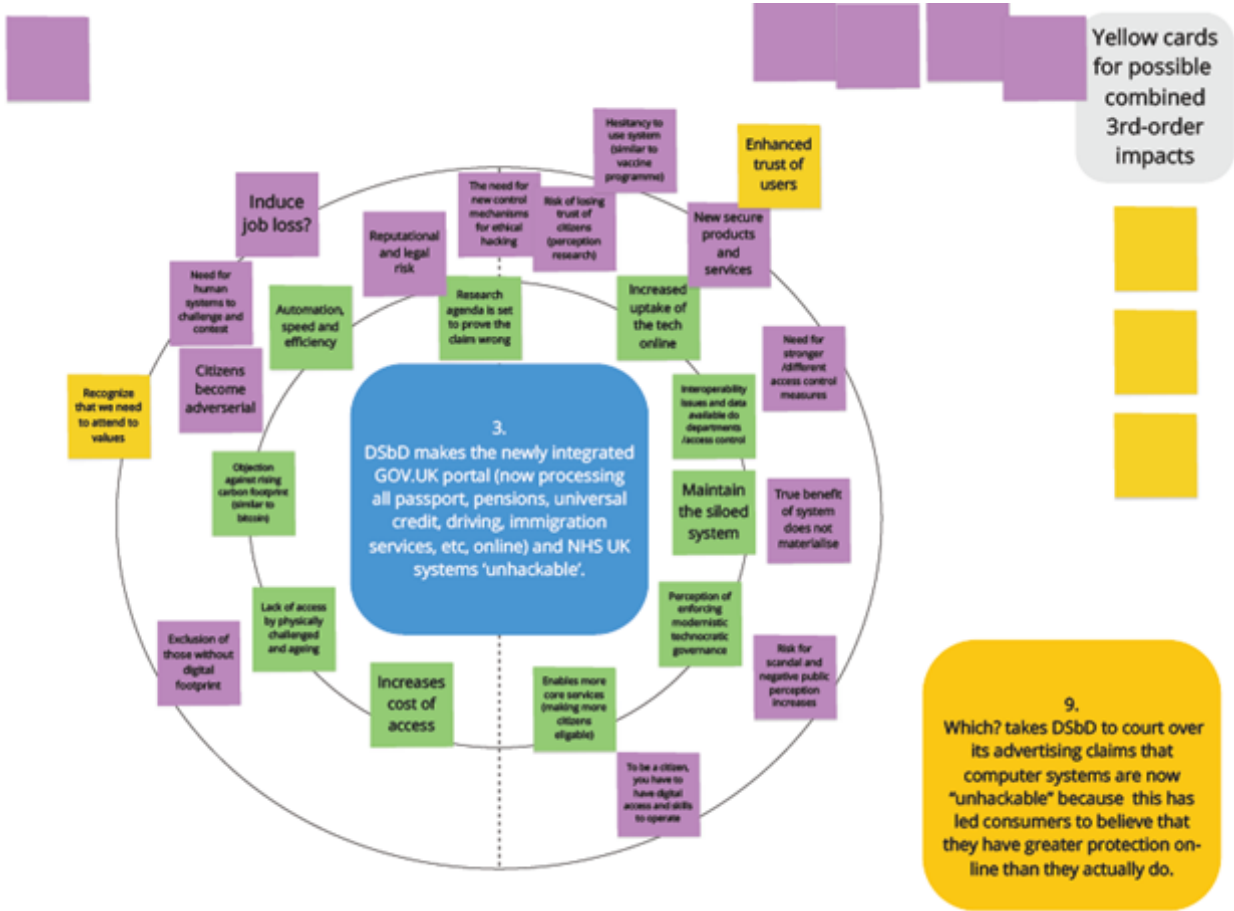 Yellow cards
for possible
combined
3rd-order
impacts
Hesitancy to
use system
(similar to
vaccine
programme)
Enhanced
trust of
users
Induce
job loss?
The need for
new control
mechanisms
for ethical
hacking
Risk of losing
trust of
citizens
(perception
research)
New secure
products
and
services
Reputational
and legal
risk
Need for
human
systems to
challenge and
contest
Automation,
speed and
efficiency
Research
agenda is set
to prove the
claim wrong
Increased
uptake of
the tech
online
Need for
stronger
/different
access control
measures
Citizens
become
adverserial
Recognize
that we need
to attend to
values
Interoperability
issues and data
available do
departments
/access control
3.
DSbD makes the newly integrated
GOV.UK portal (now processing
all passport, pensions, universal
credit, driving, immigration
services, etc, online) and NHS UK
systems ‘unhackable’.
Objection
against rising
carbon footprint
(similar to
bitcoin)
Maintain
the siloed
system
True benefit
of system
does not
materialise
Lack of access
by physically
challenged
and ageing
Perception of
enforcing
modernistic
technocratic
governance
Exclusion of
those without
digital
footprint
Risk for
scandal and
negative public
perception
increases
Increases
cost of
access
Enables more
core services
(making more
citizens
eligable)
To be a citizen,
you have to
have digital
access and skills
to operate
9.
Which? takes DSbD to court over
its advertising claims that
computer systems are now
“unhackable” because this has
led consumers to believe that
they have greater protection on-
line than they actually do.